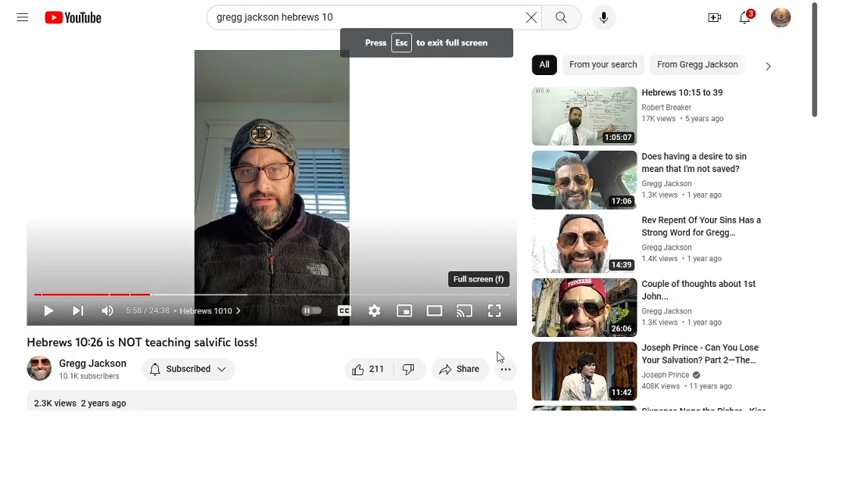 YouTube
gregg jackson hebrews 10
3
Press Esc to exit full screen
All
From your search
From Gregg Jackson
Full screen (f)
5:58 / 24:38 • Hebrews 1010
CC
Hebrews 10:26 is NOT teaching salvific loss!
Gregg Jackson
10.1K subscribers
Subscribed
211
Share
2.3K views 2 years ago
1:05:07
Hebrews 10:15 to 39
Robert Breaker
17K views • 5 years ago
17:06
Does having a desire to sin
mean that I'm not saved?
Gregg Jackson
1.3K views • 1 year ago
14:39
Rev Repent Of Your Sins Has a
Strong Word for Gregg...
Gregg Jackson
1.4K views • 1 year ago
26:06
Couple of thoughts about 1st
John...
Gregg Jackson
1.3K views • 1 year ago
11:42
Joseph Prince - Can You Lose
Your Salvation? Part 2—The...
Joseph Prince
408K views • 11 years ago